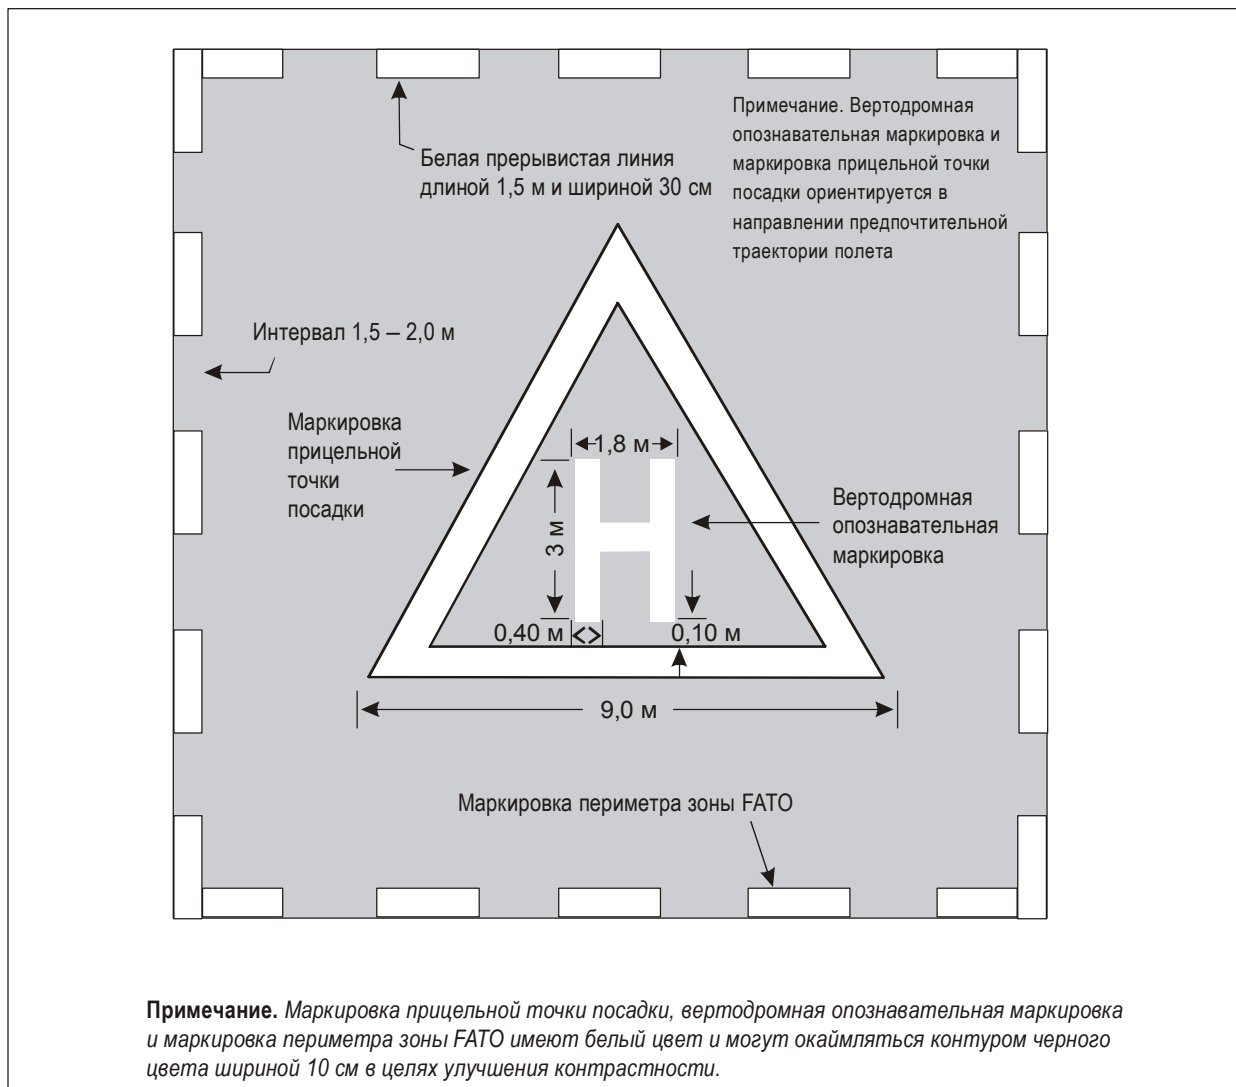 Примечание. Вертодромная
опознавательная маркировка и
маркировка прицельной точки
посадки ориентируется в
направлении предпочтительной
траектории полета
Белая прерывистая линия
длиной 1,5 м и шириной 30 см
Интервал 1,5 – 2,0 м
Маркировка
прицельной
точки
посадки
1,8 м
3 м
H
Вертодромная
опознавательная
маркировка
0,40 м
0,10 м
9,0 м
Маркировка периметра зоны FATO
Примечание. Маркировка прицельной точки посадки, вертодромная опознавательная маркировка
и маркировка периметра зоны FATO имеют белый цвет и могут окаймляться контуром черного
цвета шириной 10 см в целях улучшения контрастности.